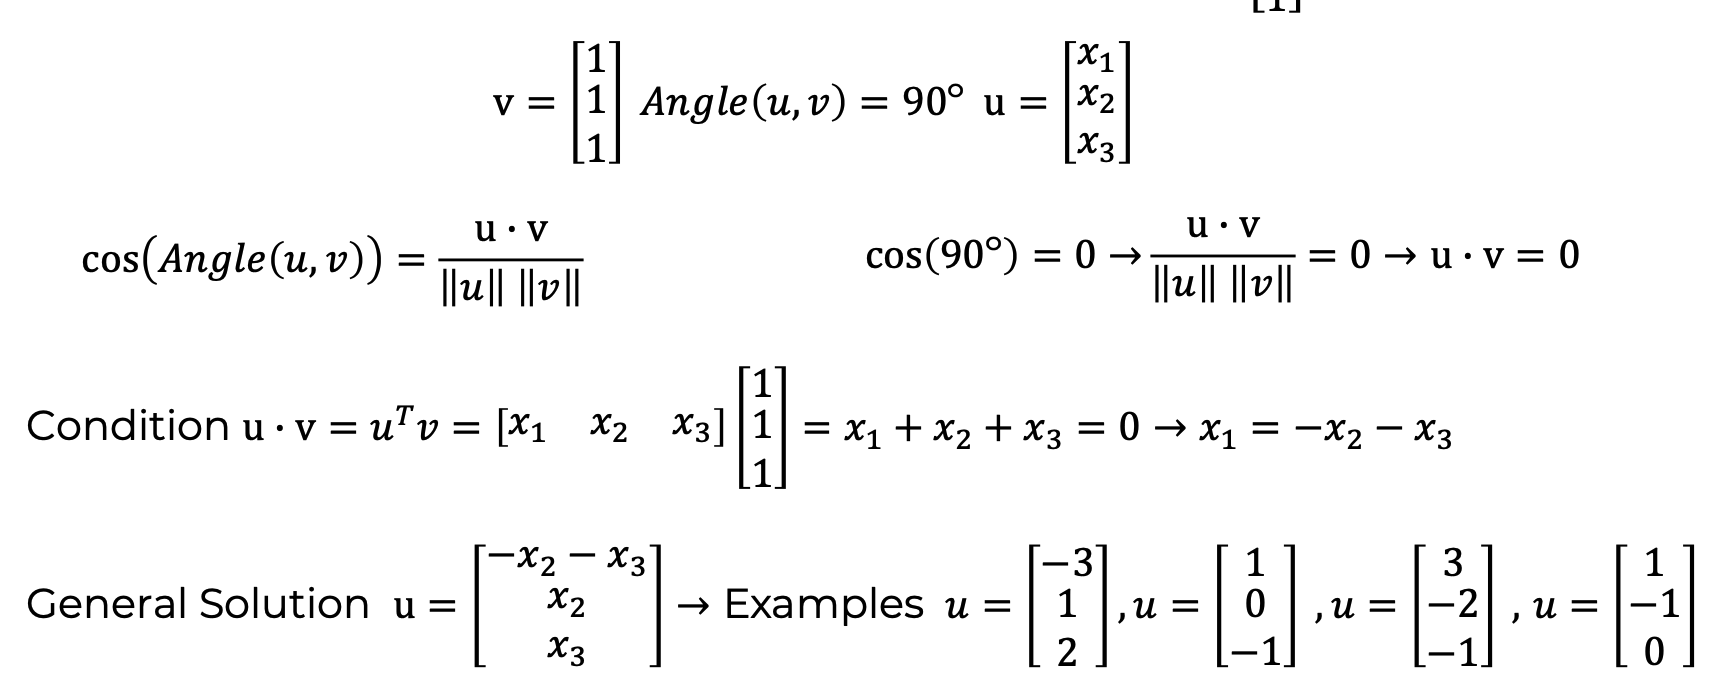 [1]
v = [1 1 1] Angle(u, v) = 90° u = [x₁ x₂ x₃]
cos(Angle(u, v)) = u · v / ‖u‖ ‖v‖ cos(90°) = 0 → u · v / ‖u‖ ‖v‖ = 0 → u · v = 0
Condition u · v = uᵀv = [x₁ x₂ x₃] [1 1 1] = x₁ + x₂ + x₃ = 0 → x₁ = −x₂ − x₃
General Solution u = [−x₂ − x₃ x₂ x₃] → Examples u = [−3 1 2] , u = [1 0 −1] , u = [3 −2 −1] , u = [1 −1 0]